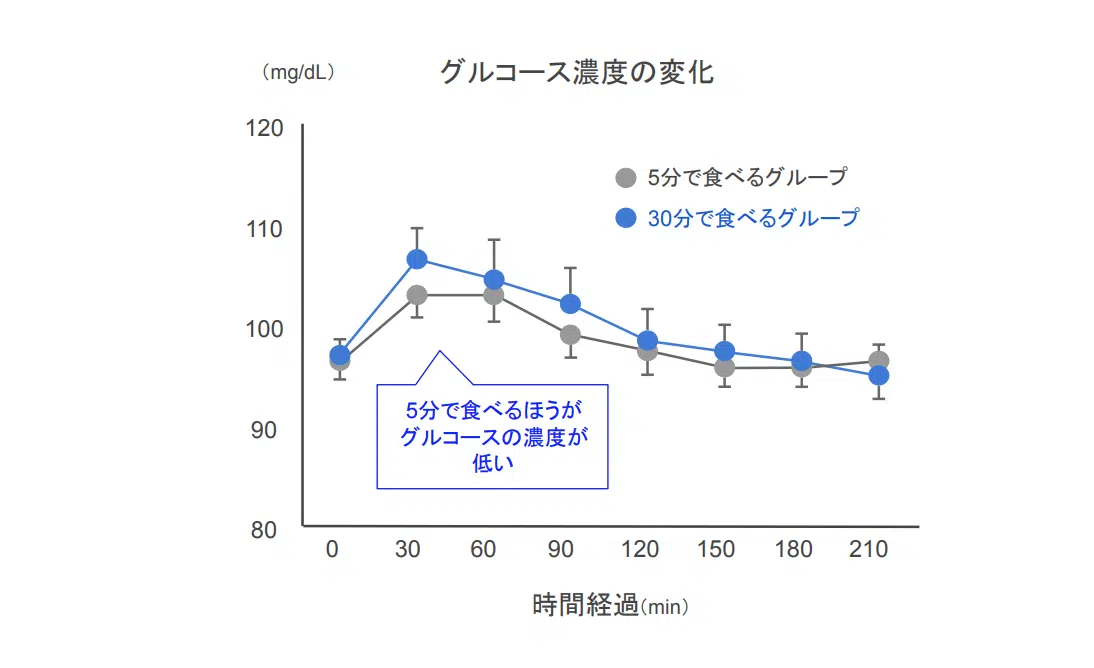 （mg/dL）
グルコース濃度の変化
120
110
100
90
80
5分で食べるグループ
30分で食べるグループ
5分で食べるほうが
グルコースの濃度が
低い
0 30 60 90 120 150 180 210
時間経過（min）